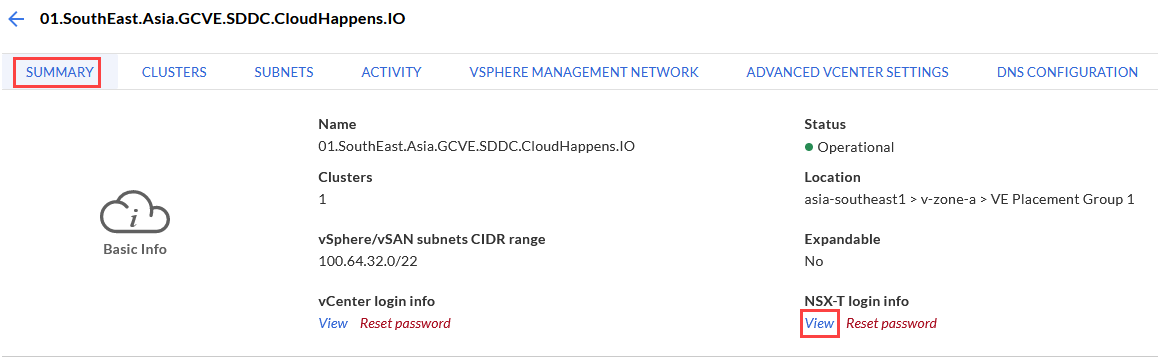 01.SouthEast.Asia.GCVE.SDDC.CloudHappens.IO
SUMMARY CLUSTERS SUBNETS ACTIVITY VSPHERE MANAGEMENT NETWORK ADVANCED VCENTER SETTINGS DNS CONFIGURATION
Name Status
01.SouthEast.Asia.GCVE.SDDC.CloudHappens.IO Operational
Clusters Location
1 asia-southeast1 > v-zone-a > VE Placement Group 1
i
Basic Info
vSphere/vSAN subnets CIDR range Expandable
100.64.32.0/22 No
vCenter login info NSX-T login info
View Reset password View Reset password